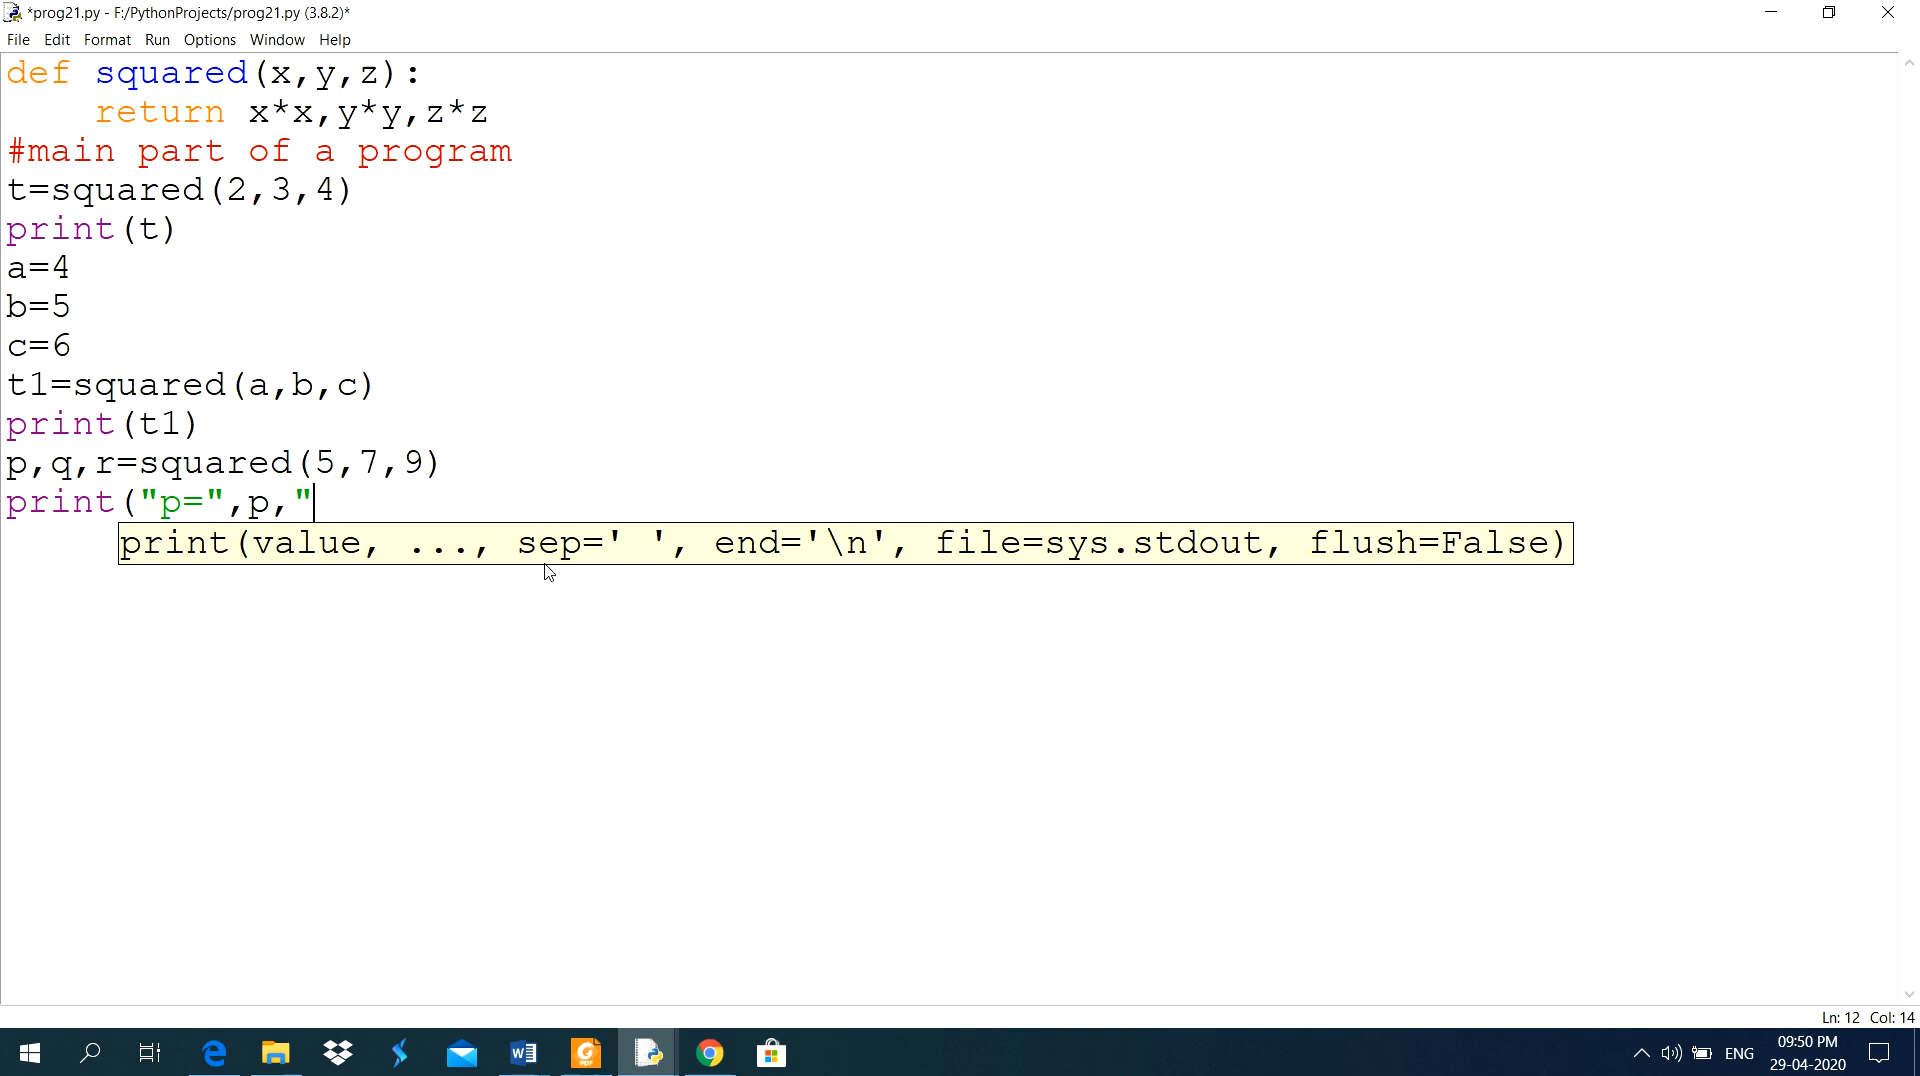 *prog21.py - F:/PythonProjects/prog21.py (3.8.2)*
File Edit Format Run Options Window Help
def squared(x,y,z):
    return x*x,y*y,z*z
#main part of a program
t=squared(2,3,4)
print(t)
a=4
b=5
c=6
t1=squared(a,b,c)
print(t1)
p,q,r=squared(5,7,9)
print("p=",p,"
print(value, ..., sep=' ', end='\n', file=sys.stdout, flush=False)
Ln: 12 Col: 14
ENG
09:50 PM
29-04-2020